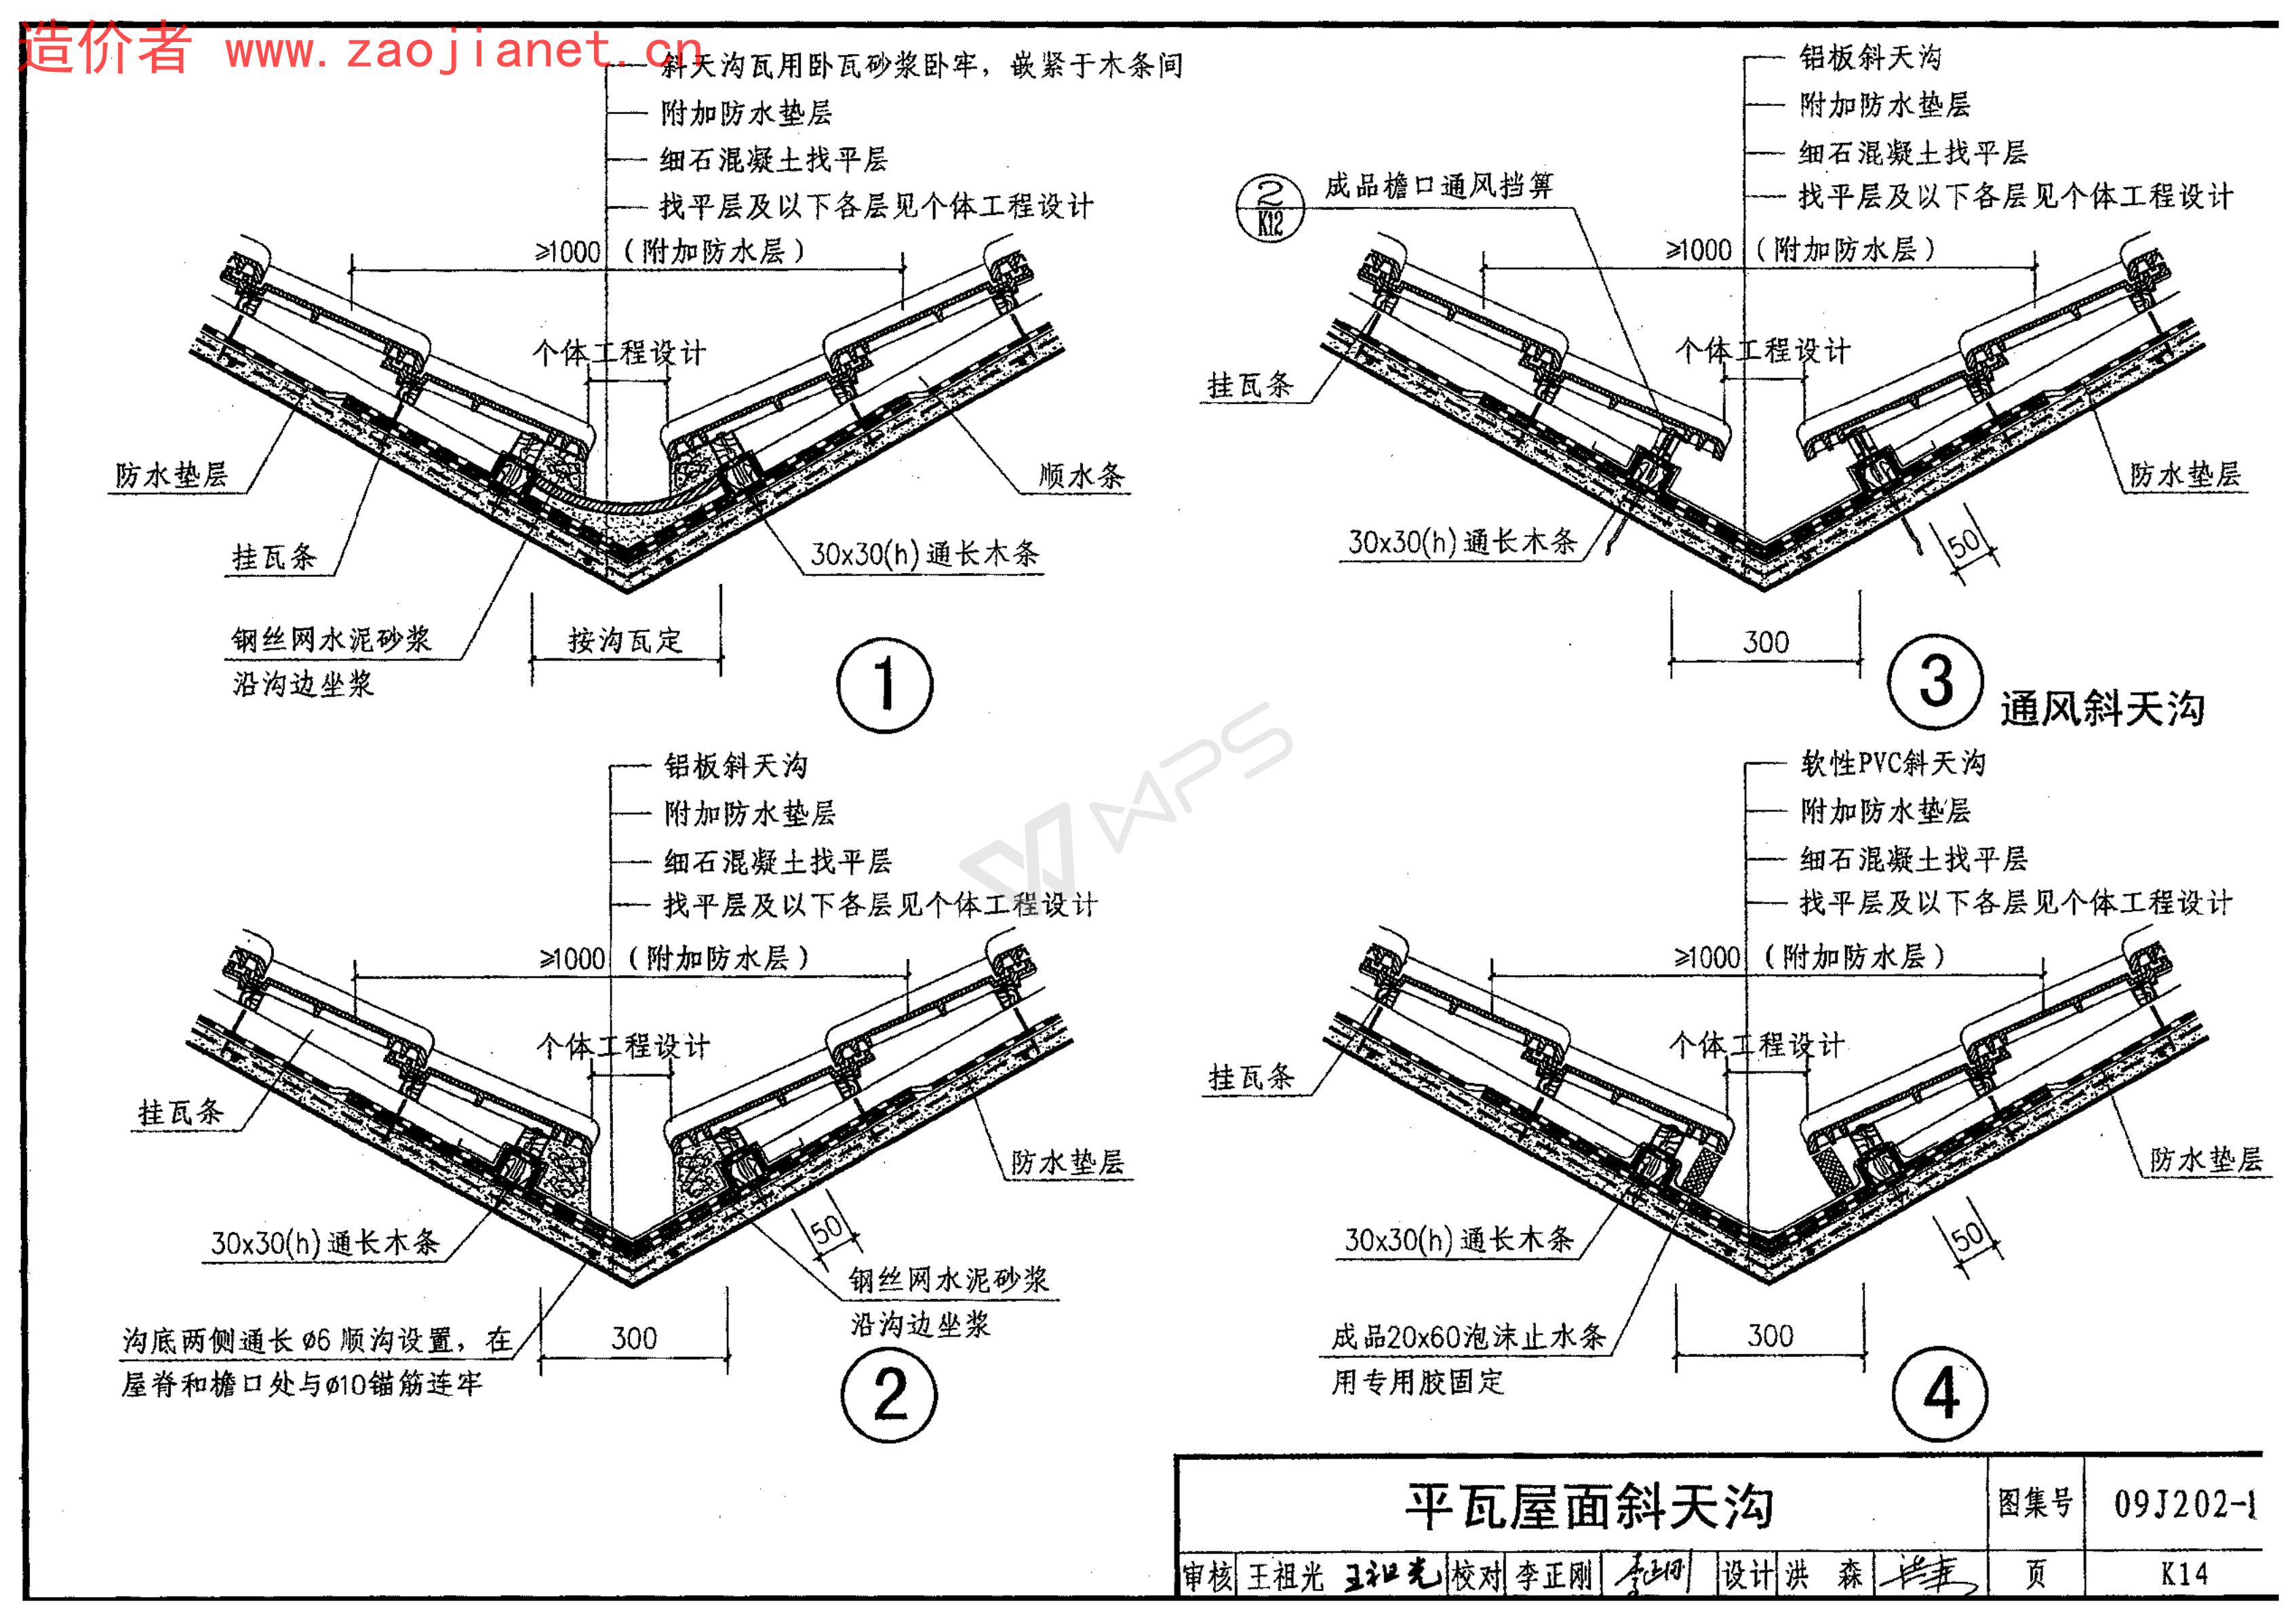 造价者 www.zaojianet.cn
斜天沟瓦用卧瓦砂浆卧牢，嵌紧于木条间
附加防水垫层
细石混凝土找平层
找平层及以下各层见个体工程设计
≥1000（附加防水层）
个体工程设计
防水垫层
顺水条
挂瓦条
30x30(h)通长木条
钢丝网水泥砂浆
沿沟边坐浆
按沟瓦定
1
铝板斜天沟
附加防水垫层
细石混凝土找平层
找平层及以下各层见个体工程设计
2
K12
成品檐口通风挡箅
≥1000（附加防水层）
个体工程设计
挂瓦条
防水垫层
30x30(h)通长木条
50
300
3
通风斜天沟
铝板斜天沟
附加防水垫层
细石混凝土找平层
找平层及以下各层见个体工程设计
≥1000（附加防水层）
个体工程设计
挂瓦条
防水垫层
30x30(h)通长木条
50
钢丝网水泥砂浆
沿沟边坐浆
沟底两侧通长ø6顺沟设置，在
屋脊和檐口处与ø10锚筋连牢
300
2
WPS
软性PVC斜天沟
附加防水垫层
细石混凝土找平层
找平层及以下各层见个体工程设计
≥1000（附加防水层）
个体工程设计
挂瓦条
防水垫层
30x30(h)通长木条
50
成品20x60泡沫止水条
用专用胶固定
300
4
平瓦屋面斜天沟 图集号 09J202-1
审核 王祖光 王祖光 校对 李正刚 李正刚 设计 洪森 洪森 页 K14